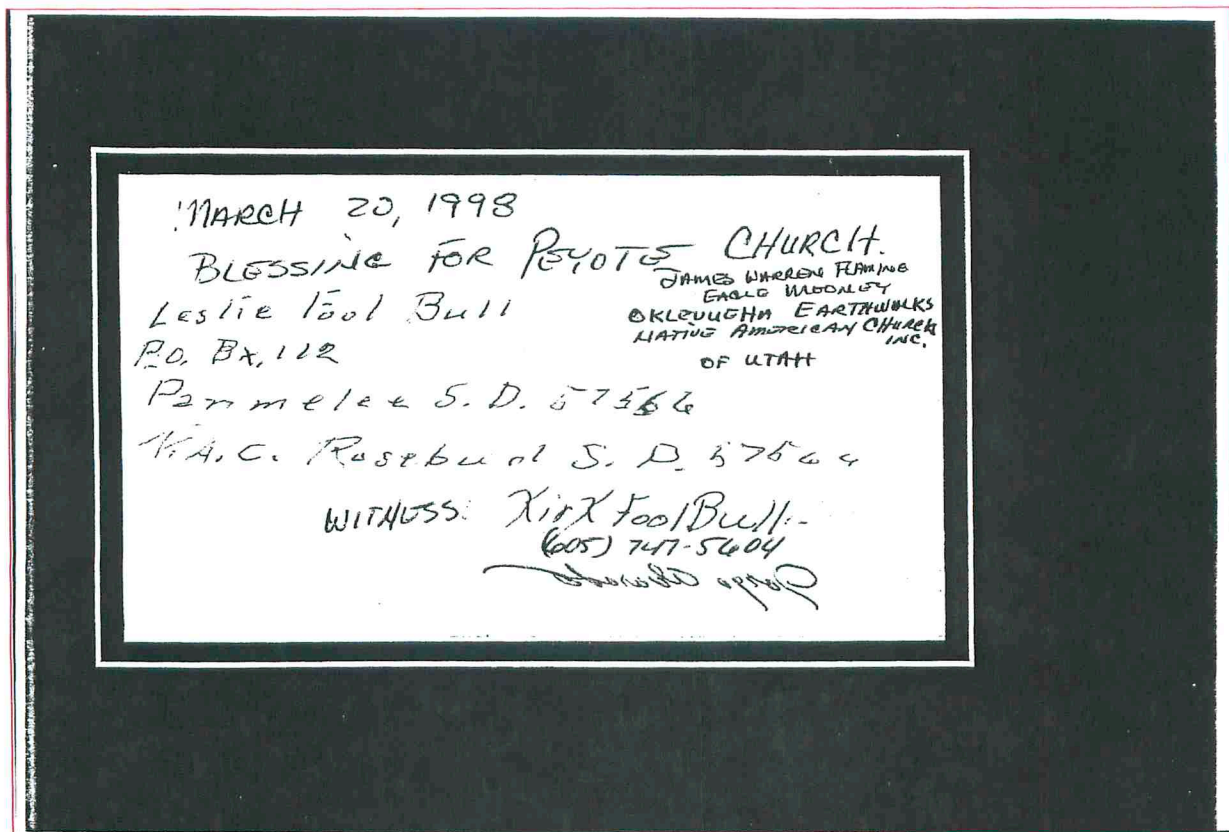 MARCH 20, 1998
BLESSING FOR PEYOTE CHURCH.
JAMES WARREN FLAMING
EAGLE MOONEY
OKLEVUEHA EARTHWALKS
NATIVE AMERICAN CHURCH
INC.
OF UTAH
Leslie Fool Bull
P.O. Bx, 112
Parmelee S. D. 57566
N.A.C. Rosebud S. D.
WITNESS: Kirk Fool Bull
(605) 747-5604